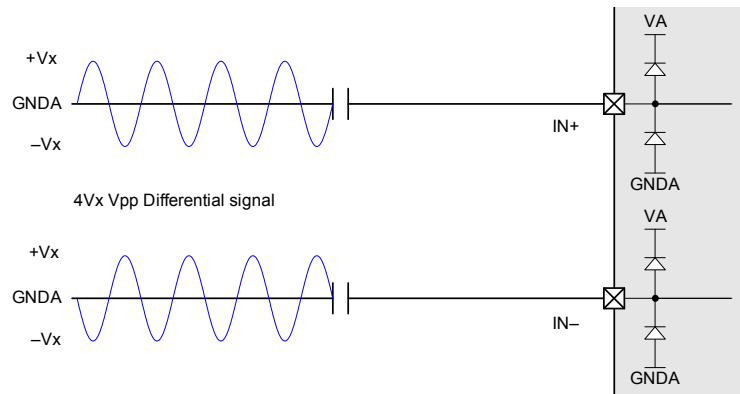 VA
+Vx
GNDA
–Vx
IN+
GNDA
4Vx Vpp Differential signal
VA
+Vx
GNDA
–Vx
IN–
GNDA